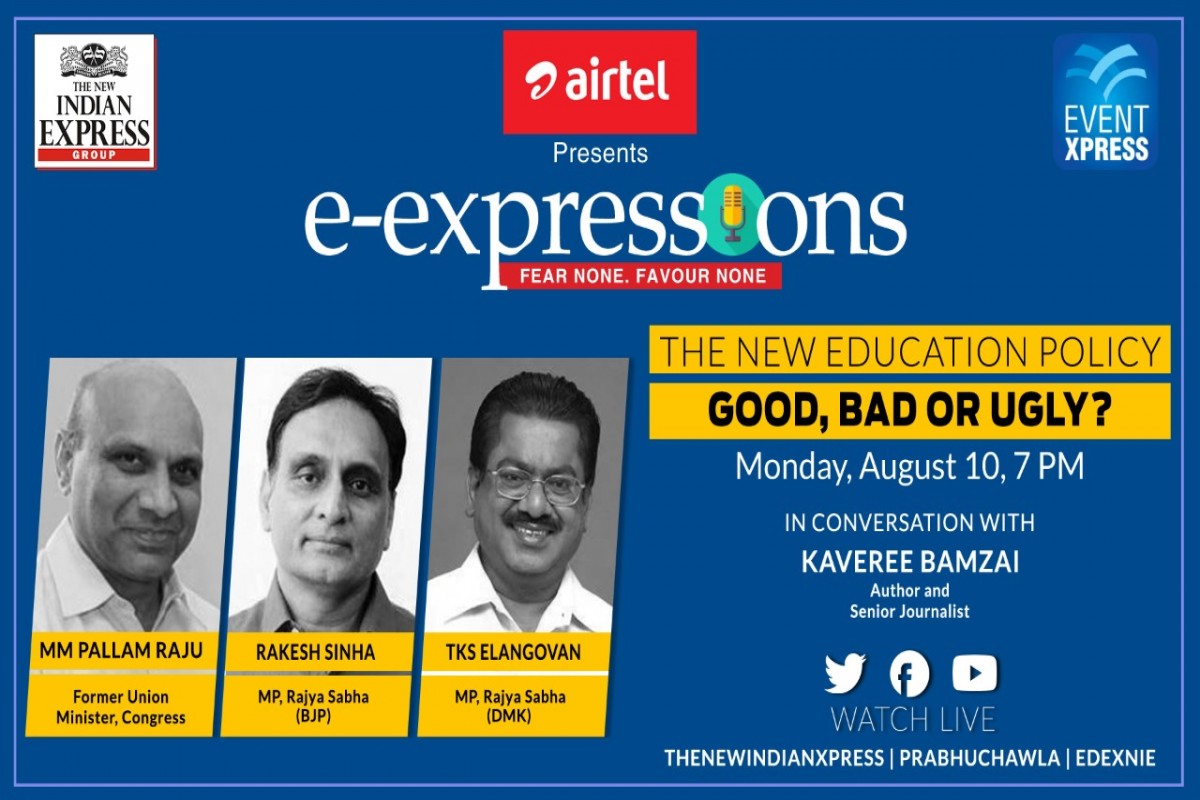 THE NEW
INDIAN
EXPRESS
GROUP
airtel
Presents
EVENT
XPRESS
e-expressions
FEAR NONE. FAVOUR NONE
THE NEW EDUCATION POLICY
GOOD, BAD OR UGLY?
Monday, August 10, 7 PM
IN CONVERSATION WITH
KAVEREE BAMZAI
Author and
Senior Journalist
MM PALLAM RAJU
Former Union
Minister, Congress
RAKESH SINHA
MP, Rajya Sabha
(BJP)
TKS ELANGOVAN
MP, Rajya Sabha
(DMK)
WATCH LIVE
THENEWINDIANXPRESS | PRABHUCHAWLA | EDEXNIE